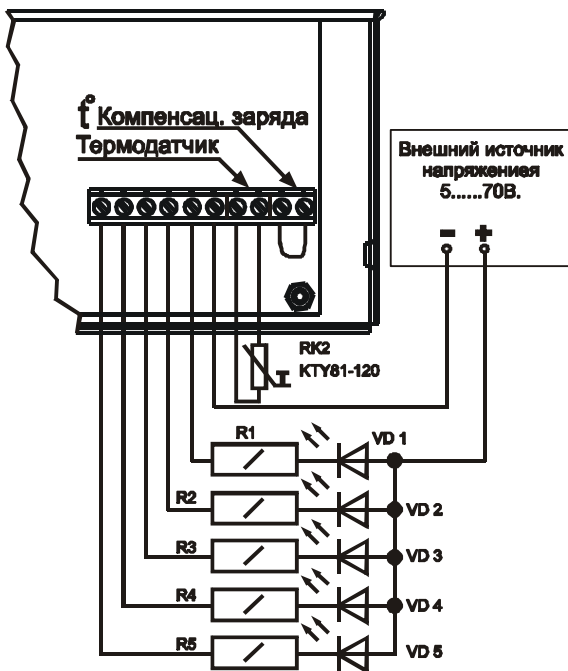 t° Компенсац. заряда
Термодатчик
Внешний источник
напряжениея
5......70В.
- +
RK2
KTY81-120
R1
VD 1
R2
VD 2
R3
VD 3
R4
VD 4
R5
VD 5